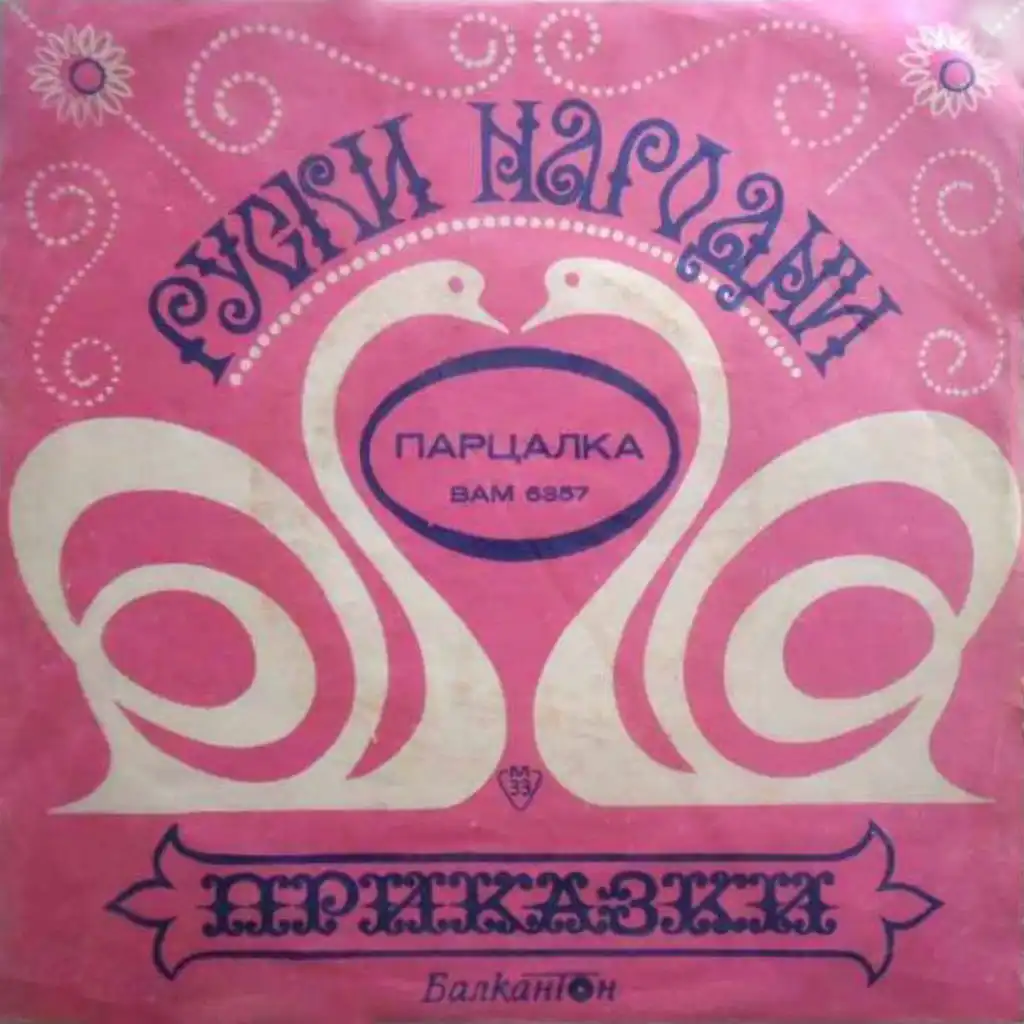 РУСКИ НАРОДНИ
ПАРЦАЛКА
ВАМ 6357
М
33
ПРИКАЗКИ
Балкантон